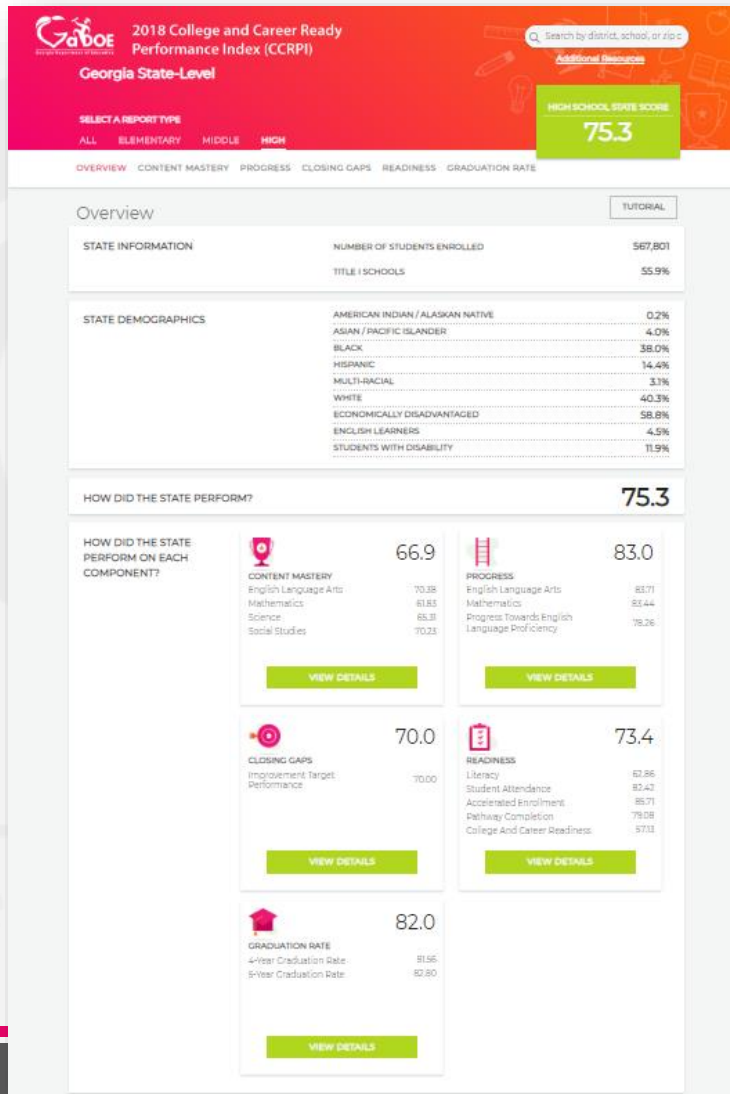 GaDOE
Georgia Department of Education
2018 College and Career Ready
Performance Index (CCRPI)
Search by district, school, or zip c
Additional Resources
Georgia State-Level
SELECT A REPORT TYPE
ALL ELEMENTARY MIDDLE HIGH
HIGH SCHOOL STATE SCORE
75.3
OVERVIEW CONTENT MASTERY PROGRESS CLOSING GAPS READINESS GRADUATION RATE
Overview
TUTORIAL
STATE INFORMATION
NUMBER OF STUDENTS ENROLLED 567,801
TITLE I SCHOOLS 55.9%
STATE DEMOGRAPHICS
AMERICAN INDIAN / ALASKAN NATIVE 0.2%
ASIAN / PACIFIC ISLANDER 4.0%
BLACK 38.0%
HISPANIC 14.4%
MULTI-RACIAL 3.1%
WHITE 40.3%
ECONOMICALLY DISADVANTAGED 58.8%
ENGLISH LEARNERS 4.5%
STUDENTS WITH DISABILITY 11.9%
HOW DID THE STATE PERFORM? 75.3
HOW DID THE STATE
PERFORM ON EACH
COMPONENT?
66.9
CONTENT MASTERY
English Language Arts 70.38
Mathematics 61.83
Science 65.31
Social Studies 70.23
VIEW DETAILS
83.0
PROGRESS
English Language Arts 83.71
Mathematics 83.44
Progress Towards English
Language Proficiency 78.26
VIEW DETAILS
70.0
CLOSING GAPS
Improvement Target
Performance 70.00
VIEW DETAILS
73.4
READINESS
Literacy 62.86
Student Attendance 82.42
Accelerated Enrollment 85.71
Pathway Completion 79.08
College And Career Readiness 57.13
VIEW DETAILS
82.0
GRADUATION RATE
4-Year Graduation Rate 81.56
5-Year Graduation Rate 82.80
VIEW DETAILS